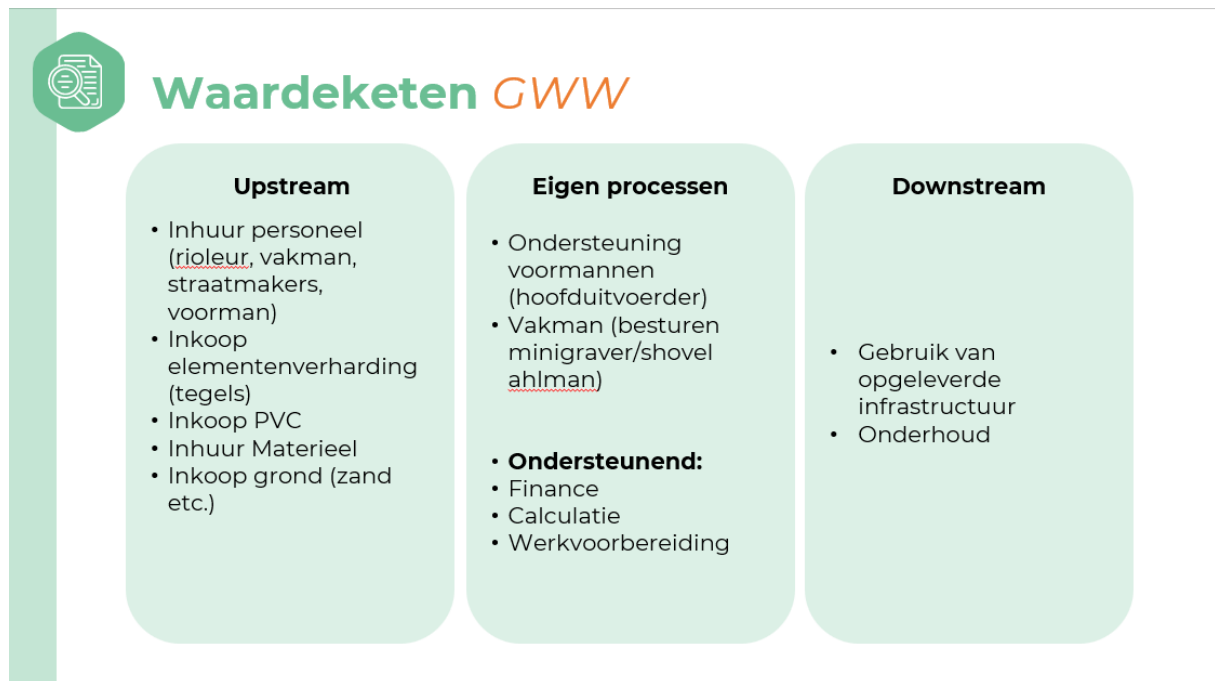 Waardeketen GWW
Upstream
• Inhuur personeel
(rioleur, vakman,
straatmakers,
voorman)
• Inkoop
elementenverharding
(tegels)
• Inkoop PVC
• Inhuur Materieel
• Inkoop grond (zand
etc.)
Eigen processen
• Ondersteuning
voormannen
(hoofduitvoerder)
• Vakman (besturen
minigraver/shovel
ahlman)
• Ondersteunend:
• Finance
• Calculatie
• Werkvoorbereiding
Downstream
• Gebruik van
opgeleverde
infrastructuur
• Onderhoud